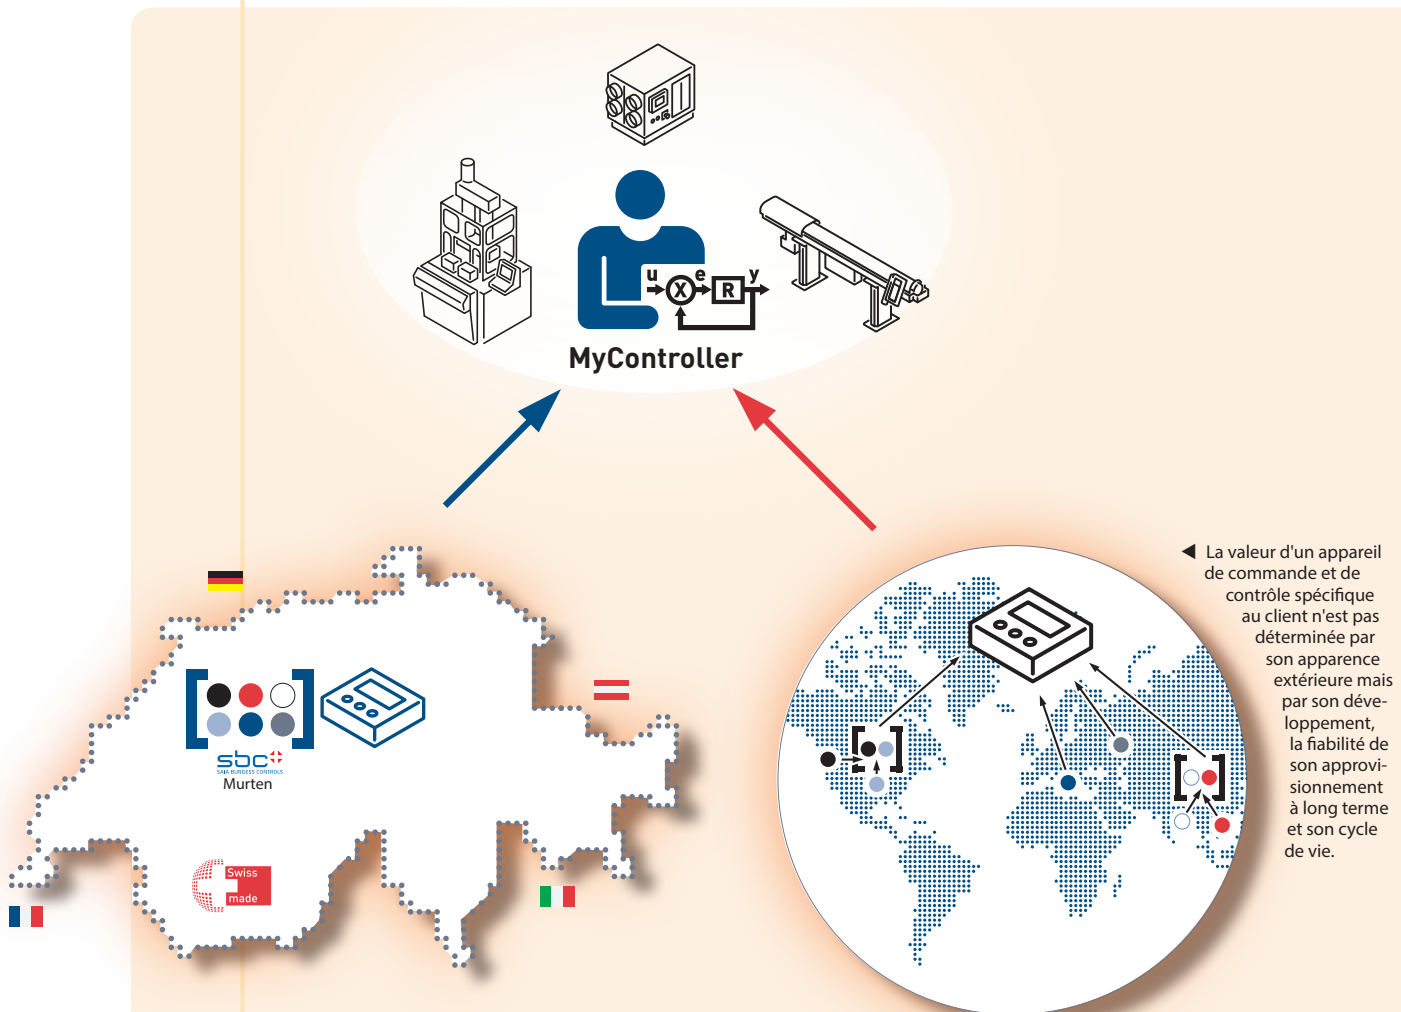 u e y
X R
MyController
◀ La valeur d'un appareil
de commande et de
contrôle spécifique
au client n'est pas
déterminée par
son apparence
extérieure mais
par son déve-
loppement,
la fiabilité de
son approvi-
sionnement
à long terme
et son cycle
de vie.
sbc
SAIA BURGESS CONTROLS
Murten
Swiss
made